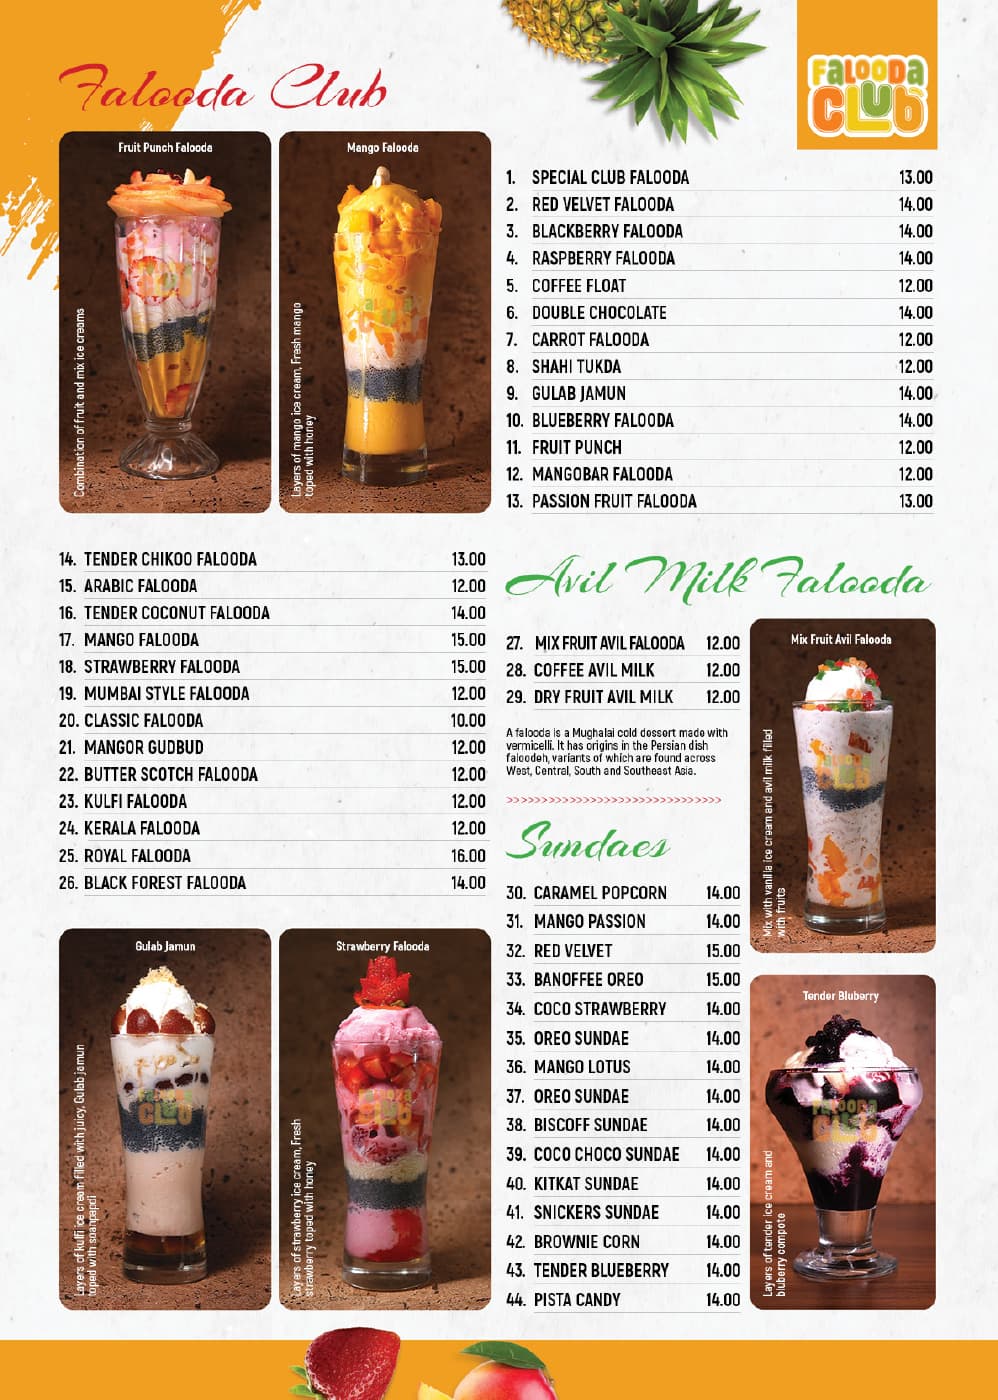 Falooda Club
FALOODA
CLUB
Fruit Punch Falooda
Combination of fruit and mix ice creams
Mango Falooda
Layers of mango ice cream, Fresh mango
toped with honey
1. SPECIAL CLUB FALOODA 13.00
2. RED VELVET FALOODA 14.00
3. BLACKBERRY FALOODA 14.00
4. RASPBERRY FALOODA 14.00
5. COFFEE FLOAT 12.00
6. DOUBLE CHOCOLATE 14.00
7. CARROT FALOODA 12.00
8. SHAHI TUKDA 12.00
9. GULAB JAMUN 14.00
10. BLUEBERRY FALOODA 14.00
11. FRUIT PUNCH 12.00
12. MANGOBAR FALOODA 12.00
13. PASSION FRUIT FALOODA 13.00
14. TENDER CHIKOO FALOODA 13.00
15. ARABIC FALOODA 12.00
16. TENDER COCONUT FALOODA 14.00
17. MANGO FALOODA 15.00
18. STRAWBERRY FALOODA 15.00
19. MUMBAI STYLE FALOODA 12.00
20. CLASSIC FALOODA 10.00
21. MANGOR GUDBUD 12.00
22. BUTTER SCOTCH FALOODA 12.00
23. KULFI FALOODA 12.00
24. KERALA FALOODA 12.00
25. ROYAL FALOODA 16.00
26. BLACK FOREST FALOODA 14.00
Avil Milk Falooda
27. MIX FRUIT AVIL FALOODA 12.00
28. COFFEE AVIL MILK 12.00
29. DRY FRUIT AVIL MILK 12.00
A falooda is a Mughalai cold dessert made with
vermicelli. It has origins in the Persian dish
faloodeh, variants of which are found across
West, Central, South and Southeast Asia.
>>>>>>>>>>>>>>>>>>>>>>>>>>>>>>>
Mix Fruit Avil Falooda
Mix with vanilla ice cream and avil milk filled
with fruits
Sundaes
30. CARAMEL POPCORN 14.00
31. MANGO PASSION 14.00
32. RED VELVET 15.00
33. BANOFFEE OREO 15.00
34. COCO STRAWBERRY 14.00
35. OREO SUNDAE 14.00
36. MANGO LOTUS 14.00
37. OREO SUNDAE 14.00
38. BISCOFF SUNDAE 14.00
39. COCO CHOCO SUNDAE 14.00
40. KITKAT SUNDAE 14.00
41. SNICKERS SUNDAE 14.00
42. BROWNIE CORN 14.00
43. TENDER BLUEBERRY 14.00
44. PISTA CANDY 14.00
Gulab Jamun
Layers of kulfi ice cream filled with juicy, Gulab jamun
toped with soanpapdi
Strawberry Falooda
Layers of strawberry ice cream, Fresh
strawberry toped with honey
Tender Bluberry
Layers of tender ice cream and
bluberry compote